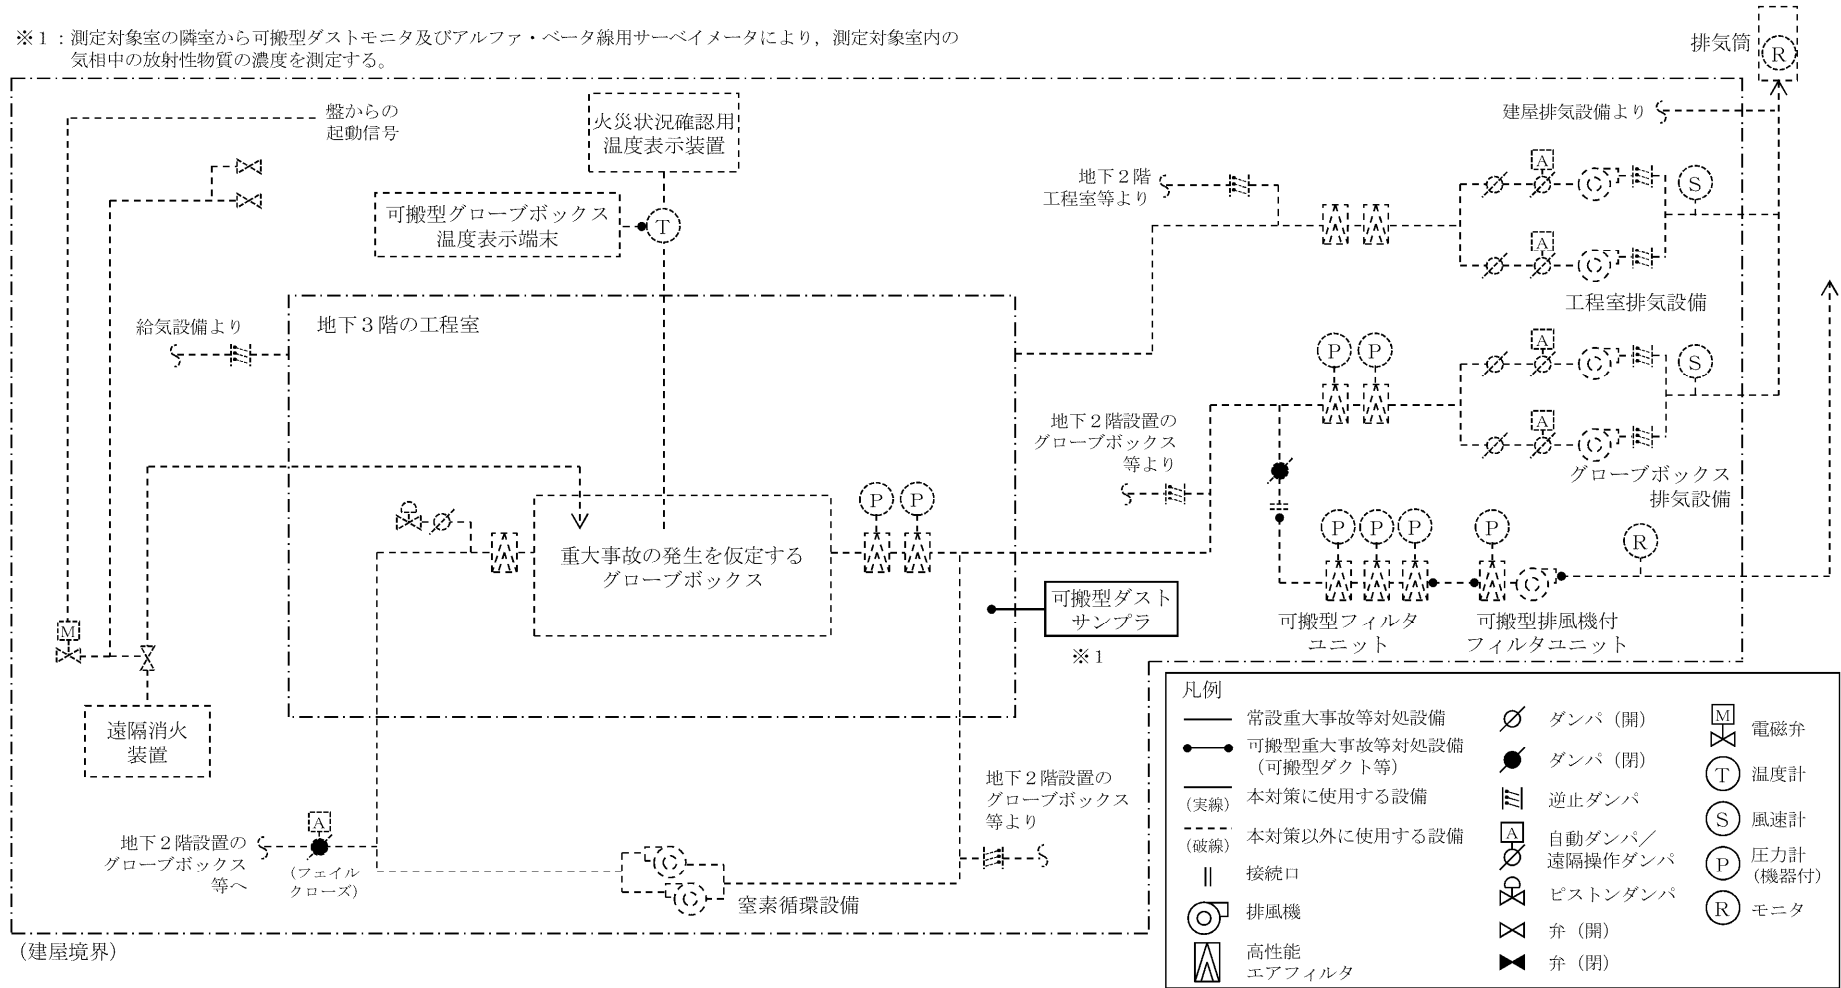 ※１：測定対象室の隣室から可搬型ダストモニタ及びアルファ・ベータ線用サーベイメータにより，測定対象室内の
気相中の放射性物質の濃度を測定する。
排気筒
R
盤からの
起動信号
火災状況確認用
温度表示装置
建屋排気設備より
可搬型グローブボックス
温度表示端末
T
地下２階
工程室等より
A
S
A
工程室排気設備
給気設備より
地下３階の工程室
P
P
A
S
A
グローブボックス
排気設備
地下２階設置の
グローブボックス
等より
P
P
重大事故の発生を仮定する
グローブボックス
P
P
P
P
R
可搬型フィルタ
ユニット
可搬型排風機付
フィルタユニット
可搬型ダスト
サンプラ
※１
M
遠隔消火
装置
地下２階設置の
グローブボックス
等より
A
地下２階設置の
グローブボックス
等へ
（フェイル
クローズ）
窒素循環設備
（建屋境界）
凡例
常設重大事故等対処設備
可搬型重大事故等対処設備
（可搬型ダクト等）
（実線）
本対策に使用する設備
（破線）
本対策以外に使用する設備
接続口
排風機
高性能
エアフィルタ
ダンパ（開）
ダンパ（閉）
逆止ダンパ
A
自動ダンパ／
遠隔操作ダンパ
ピストンダンパ
弁（開）
弁（閉）
M
電磁弁
T
温度計
S
風速計
P
圧力計
（機器付）
R
モニタ